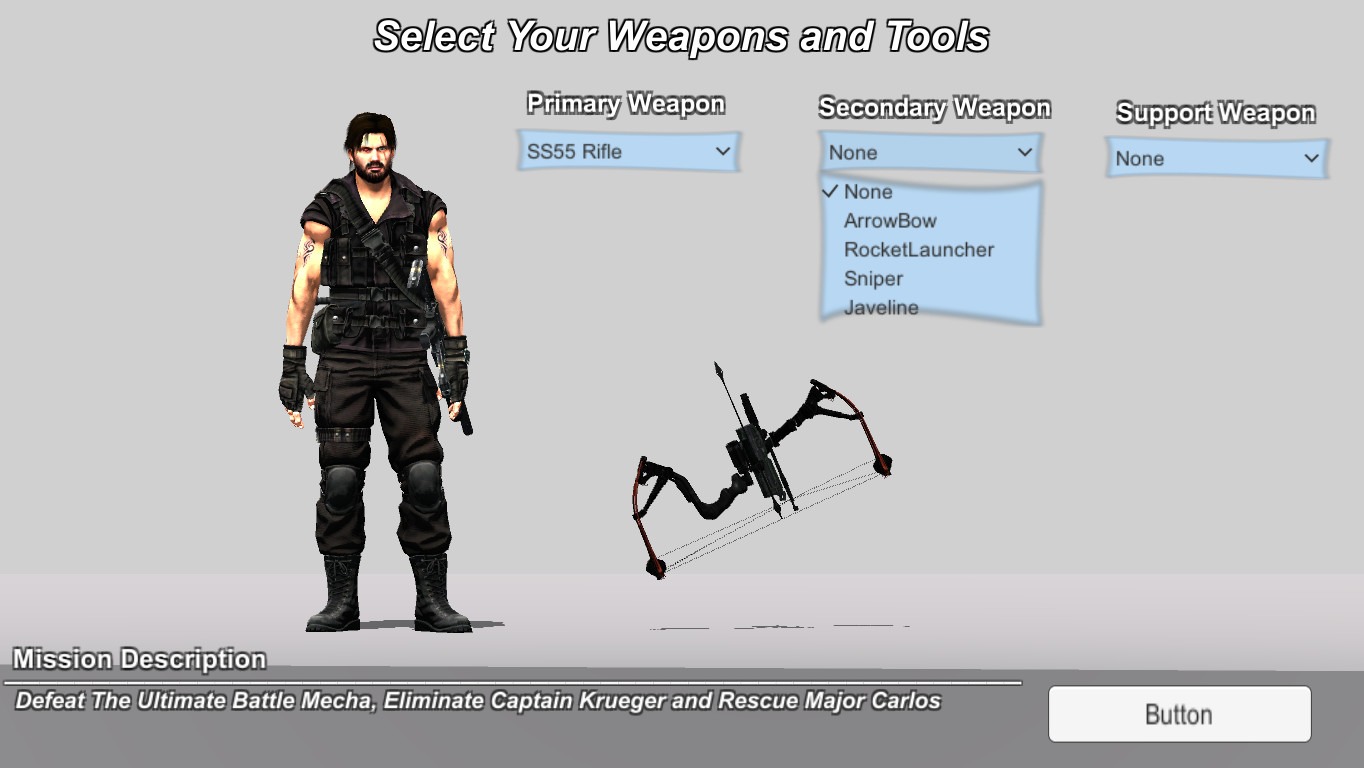 Select Your Weapons and Tools
Primary Weapon
Secondary Weapon
Support Weapon
SS55 Rifle
None
None
None
ArrowBow
RocketLauncher
Sniper
Javeline
Mission Description
Defeat The Ultimate Battle Mecha, Eliminate Captain Krueger and Rescue Major Carlos
Button